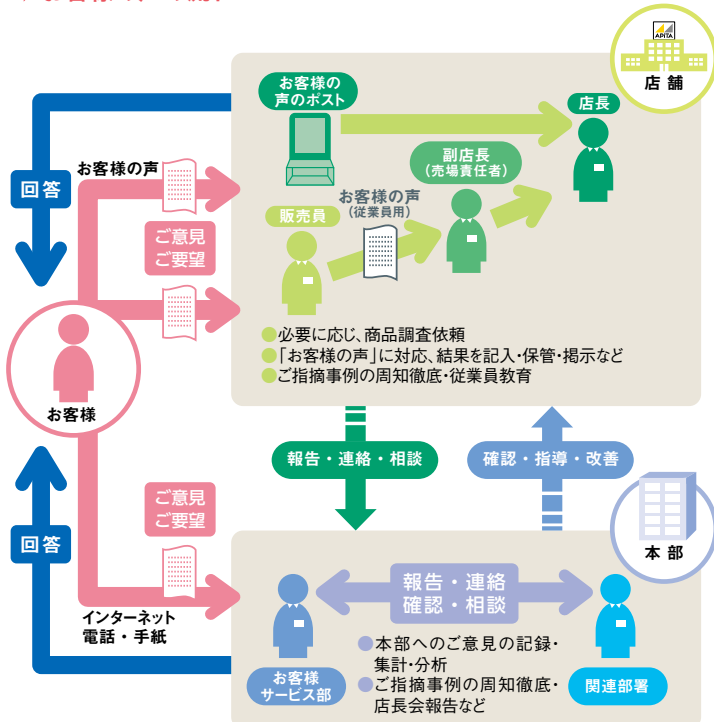 APITA
店舗
お客様の
声のポスト
店長
副店長
(売場責任者)
お客様の声
回答
ご意見
ご要望
販売員
お客様の声
(従業員用)
●必要に応じ、商品調査依頼
●「お客様の声」に対応、結果を記入・保管・掲示など
●ご指摘事例の周知徹底・従業員教育
お客様
報告・連絡・相談
確認・指導・改善
ご意見
ご要望
回答
本部
インターネット
電話・手紙
報告・連絡
確認・相談
●本部へのご意見の記録・
集計・分析
●ご指摘事例の周知徹底・
店長会報告など
お客様
サービス部
関連部署